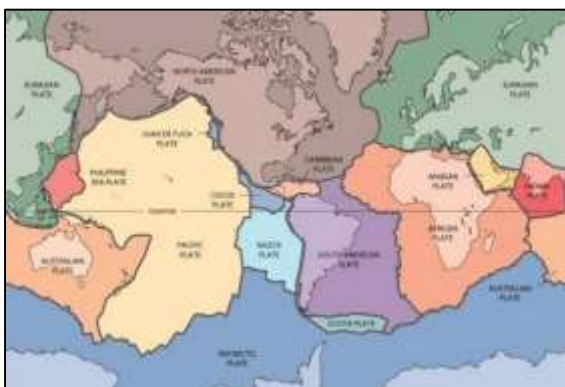 EURASIAN
PLATE
NORTH AMERICAN
PLATE
EURASIAN
PLATE
JUAN DE FUCA
PLATE
CARIBBEAN
PLATE
PHILIPPINE
SEA PLATE
ARABIAN
PLATE
INDIAN
PLATE
COCOS
PLATE
EQUATOR
AUSTRALIAN
PLATE
PACIFIC
PLATE
NAZCA
PLATE
SOUTH AMERICAN
PLATE
AFRICAN
PLATE
AUSTRALIAN
PLATE
SCOTIA PLATE
ANTARCTIC
PLATE